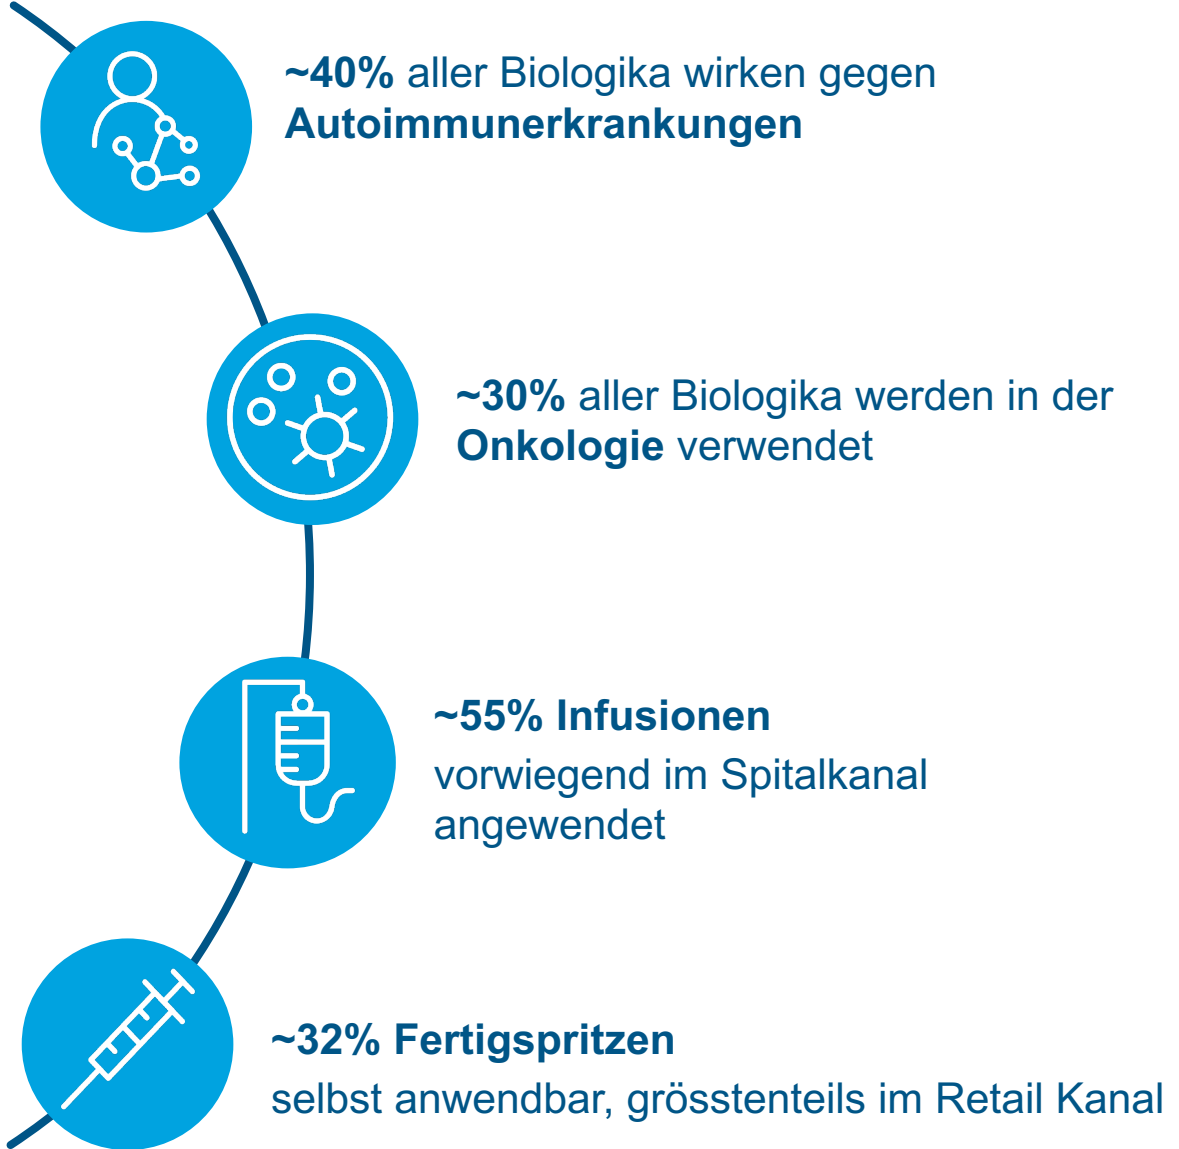 ~40% aller Biologika wirken gegen
Autoimmunerkrankungen
~30% aller Biologika werden in der
Onkologie verwendet
~55% Infusionen
vorwiegend im Spitalkanal
angewendet
~32% Fertigspritzen
selbst anwendbar, grösstenteils im Retail Kanal